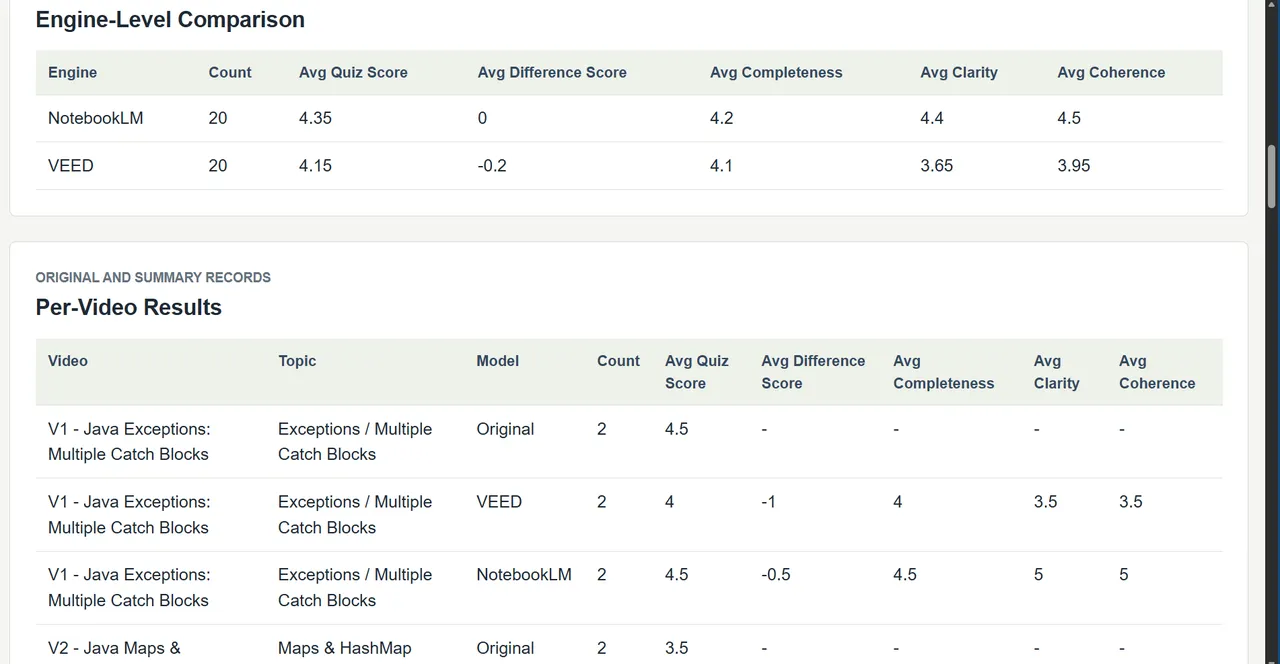 Engine-Level Comparison
Engine Count Avg Quiz Score Avg Difference Score Avg Completeness Avg Clarity Avg Coherence
NotebookLM 20 4.35 0 4.2 4.4 4.5
VEED 20 4.15 -0.2 4.1 3.65 3.95
ORIGINAL AND SUMMARY RECORDS
Per-Video Results
Video Topic Model Count Avg Quiz Avg Difference Avg Avg Avg
Score Score Completeness Clarity Coherence
V1 - Java Exceptions: Exceptions / Multiple Original 2 4.5 - - - -
Multiple Catch Blocks Catch Blocks
V1 - Java Exceptions: Exceptions / Multiple VEED 2 4 -1 4 3.5 3.5
Multiple Catch Blocks Catch Blocks
V1 - Java Exceptions: Exceptions / Multiple NotebookLM 2 4.5 -0.5 4.5 5 5
Multiple Catch Blocks Catch Blocks
V2 - Java Maps & Maps & HashMap Original 2 3.5 - - - -